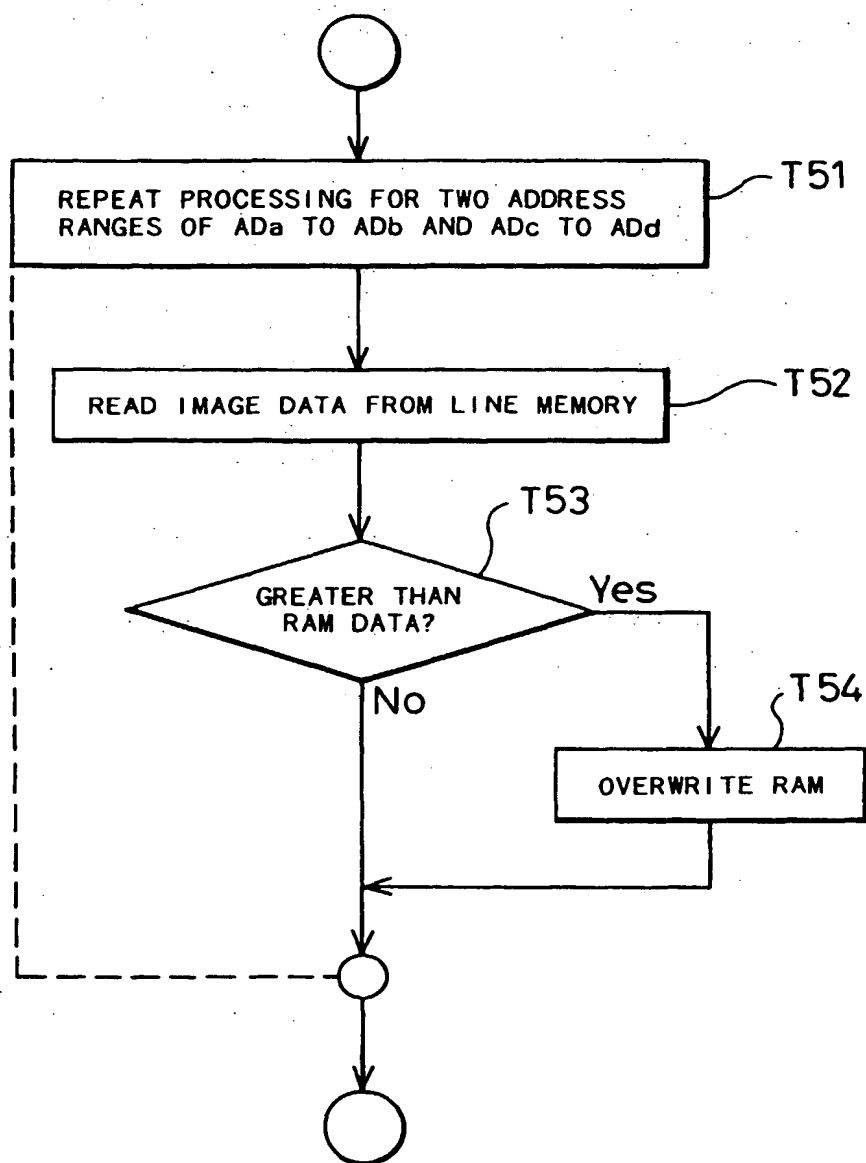 REPEAT PROCESSING FOR TWO ADDRESS
RANGES OF ADa TO ADb AND ADc TO ADd
T51
READ IMAGE DATA FROM LINE MEMORY
T52
T53
GREATER THAN
RAM DATA?
Yes
No
T54
OVERWRITE RAM